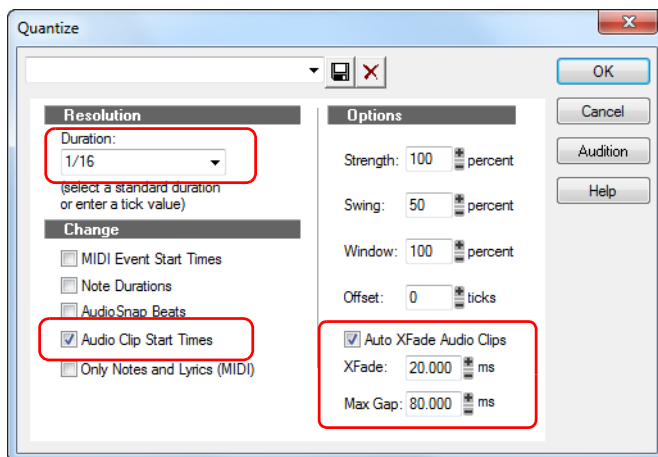 Quantize
OK
Resolution
Duration:
1/16
(select a standard duration
or enter a tick value)
Change
MIDI Event Start Times
Note Durations
AudioSnap Beats
Audio Clip Start Times
Only Notes and Lyrics (MIDI)
Options
Strength: 100 percent
Swing: 50 percent
Window: 100 percent
Offset: 0 ticks
Auto XFade Audio Clips
XFade: 20.000 ms
Max Gap: 80.000 ms
Cancel
Audition
Help